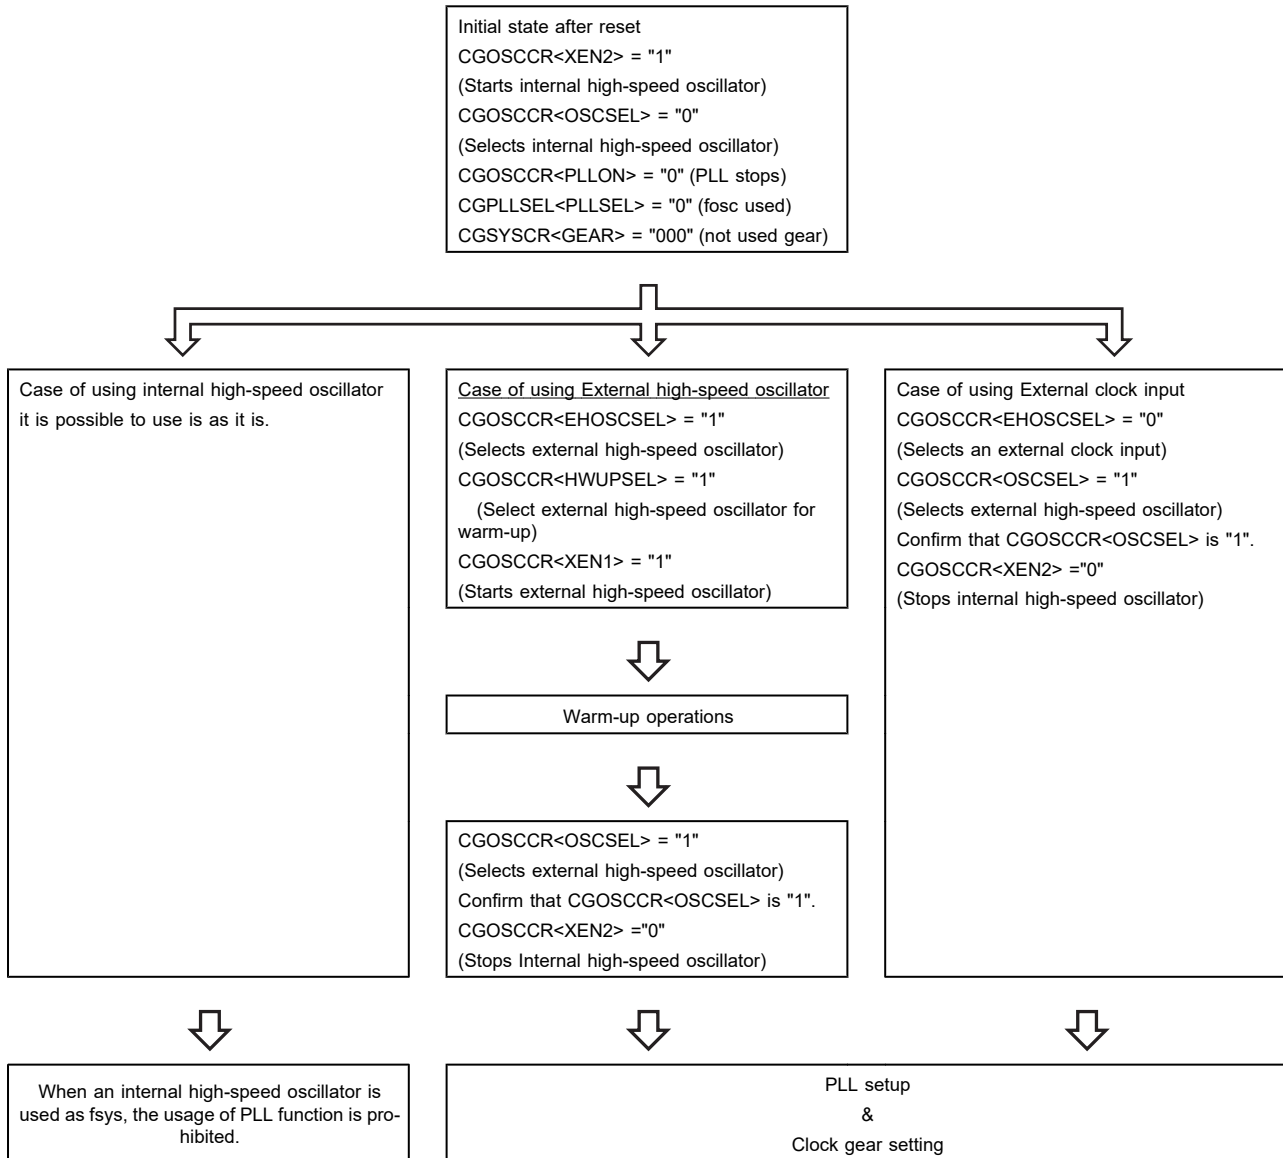 Initial state after reset
CGOSCCR<XEN2> = "1"
(Starts internal high-speed oscillator)
CGOSCCR<OSCSEL> = "0"
(Selects internal high-speed oscillator)
CGOSCCR<PLLON> = "0" (PLL stops)
CGPLLSEL<PLLSEL> = "0" (fosc used)
CGSYSCR<GEAR> = "000" (not used gear)
Case of using internal high-speed oscillator
it is possible to use is as it is.
Case of using External high-speed oscillator
CGOSCCR<EHOSCSEL> = "1"
(Selects external high-speed oscillator)
CGOSCCR<HWUPSEL> = "1"
(Select external high-speed oscillator for
warm-up)
CGOSCCR<XEN1> = "1"
(Starts external high-speed oscillator)
Warm-up operations
CGOSCCR<OSCSEL> = "1"
(Selects external high-speed oscillator)
Confirm that CGOSCCR<OSCSEL> is "1".
CGOSCCR<XEN2> ="0"
(Stops Internal high-speed oscillator)
Case of using External clock input
CGOSCCR<EHOSCSEL> = "0"
(Selects an external clock input)
CGOSCCR<OSCSEL> = "1"
(Selects external high-speed oscillator)
Confirm that CGOSCCR<OSCSEL> is "1".
CGOSCCR<XEN2> ="0"
(Stops internal high-speed oscillator)
When an internal high-speed oscillator is
used as fsys, the usage of PLL function is pro-
hibited.
PLL setup
&
Clock gear setting